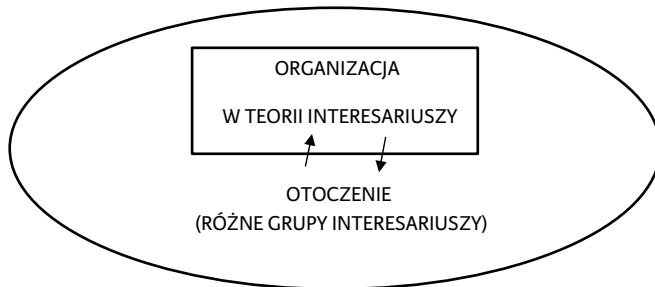 ORGANIZACJA
W TEORII INTERESARIUSZY
OTOCZENIE
(RÓŻNE GRUPY INTERESARIUSZY)